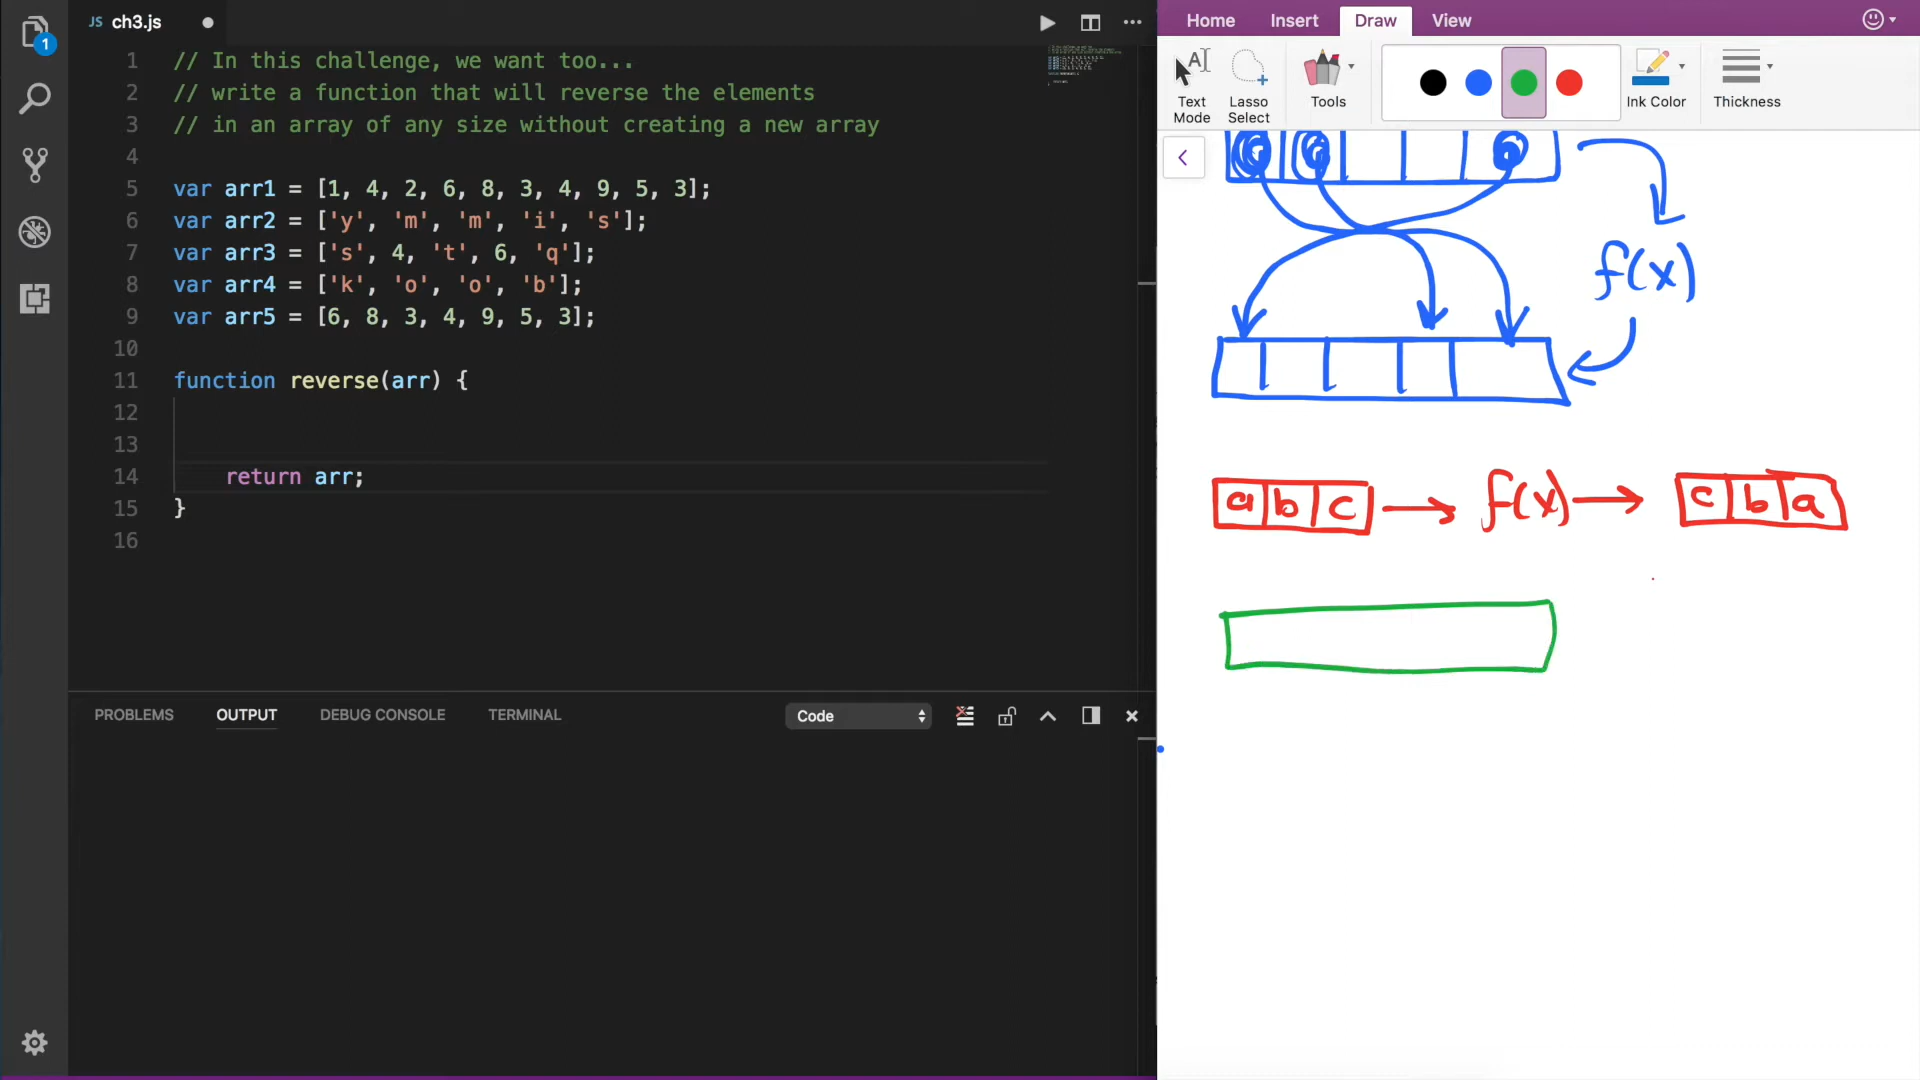 JS ch3.js
1 // In this challenge, we want too...
2 // write a function that will reverse the elements
3 // in an array of any size without creating a new array
4
5 var arr1 = [1, 4, 2, 6, 8, 3, 4, 9, 5, 3];
6 var arr2 = ['y', 'm', 'm', 'i', 's'];
7 var arr3 = ['s', 4, 't', 6, 'q'];
8 var arr4 = ['k', 'o', 'o', 'b'];
9 var arr5 = [6, 8, 3, 4, 9, 5, 3];
10
11 function reverse(arr) {
12
13
14 return arr;
15 }
16
1
PROBLEMS OUTPUT DEBUG CONSOLE TERMINAL Code
Home Insert Draw View
Text Mode
Lasso Select
Tools
Ink Color
Thickness
f(x)
a b c → f(x) → c b a